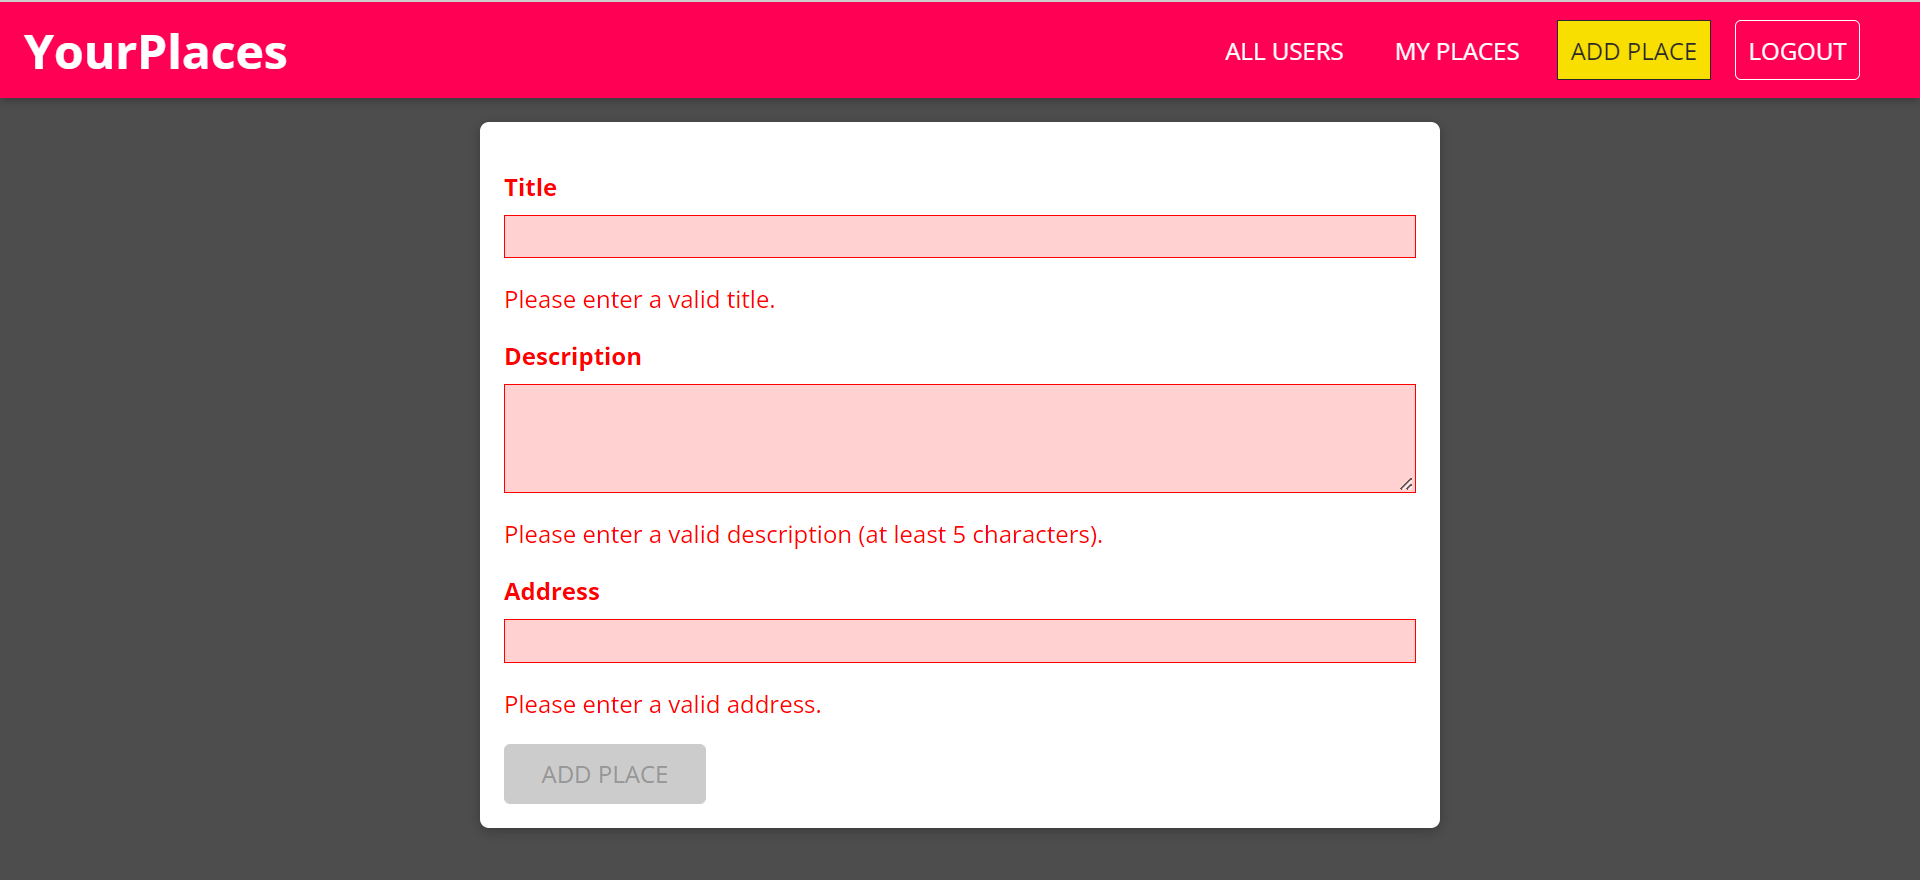 YourPlaces
ALL USERS MY PLACES ADD PLACE LOGOUT
Title
Please enter a valid title.
Description
Please enter a valid description (at least 5 characters).
Address
Please enter a valid address.
ADD PLACE